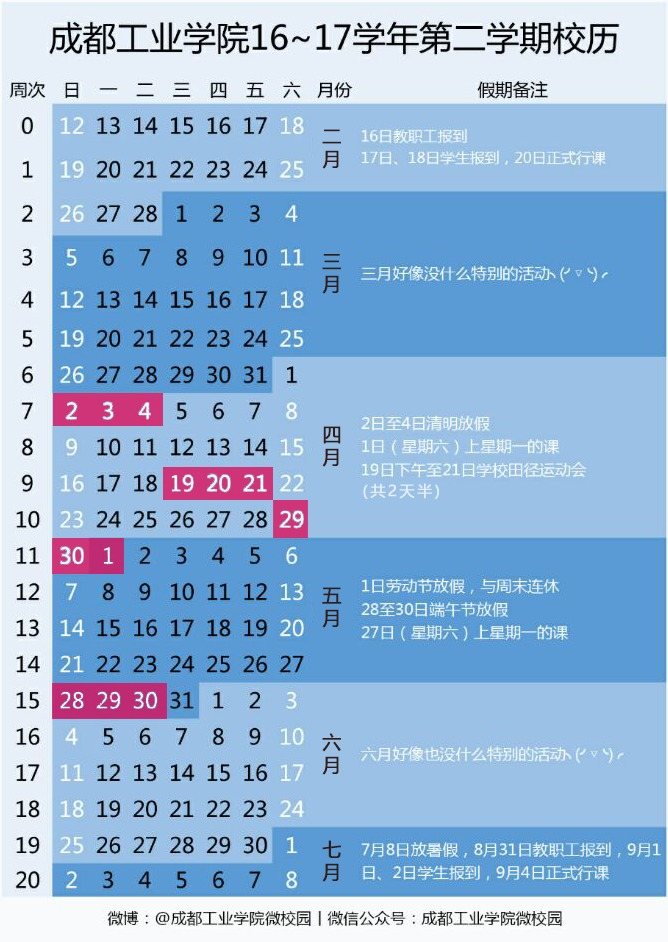 成都工业学院16~17学年第二学期校历
周次 日 一 二 三 四 五 六 月份 假期备注
0 12 13 14 15 16 17 18 二月 16日教职工报到
17日、18日学生报到，20日正式行课
1 19 20 21 22 23 24 25
2 26 27 28 1 2 3 4
3 5 6 7 8 9 10 11 三月 三月好像没什么特别的活动ヽ(╯▽╰)╭
4 12 13 14 15 16 17 18
5 19 20 21 22 23 24 25
6 26 27 28 29 30 31 1
7 2 3 4 5 6 7 8 四月 2日至4日清明放假
1日（星期六）上星期一的课
8 9 10 11 12 13 14 15
19日下午至21日学校田径运动会
（共2天半）
9 16 17 18 19 20 21 22
10 23 24 25 26 27 28 29
11 30 1 2 3 4 5 6
12 7 8 9 10 11 12 13 五月 1日劳动节放假，与周末连休
28至30日端午节放假
27日（星期六）上星期一的课
13 14 15 16 17 18 19 20
14 21 22 23 24 25 26 27
15 28 29 30 31 1 2 3
16 4 5 6 7 8 9 10 六月 六月好像也没什么特别的活动ヽ(╯▽╰)╭
17 11 12 13 14 15 16 17
18 18 19 20 21 22 23 24
19 25 26 27 28 29 30 1 七月 7月8日放暑假，8月31日教职工报到，9月1
日、2日学生报到，9月4日正式行课
20 2 3 4 5 6 7 8
微博：@成都工业学院微校园丨微信公众号：成都工业学院微校园